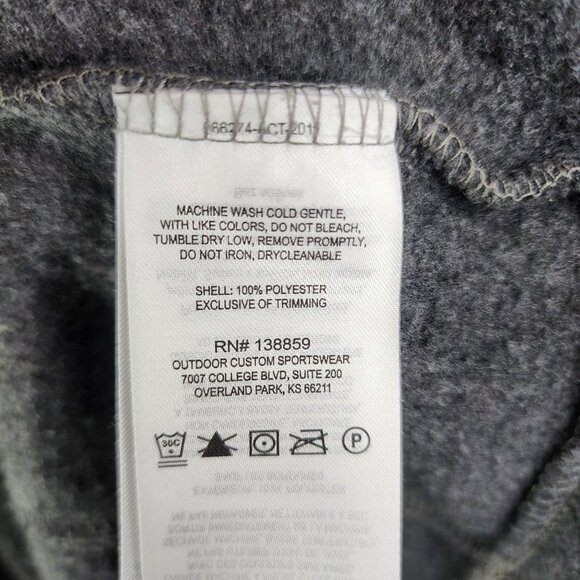 MACHINE WASH COLD GENTLE,
WITH LIKE COLORS, DO NOT BLEACH,
TUMBLE DRY LOW, REMOVE PROMPTLY,
DO NOT IRON, DRYCLEANABLE
SHELL: 100% POLYESTER
EXCLUSIVE OF TRIMMING
RN# 138859
OUTDOOR CUSTOM SPORTSWEAR
7007 COLLEGE BLVD, SUITE 200
OVERLAND PARK, KS 66211
30C P